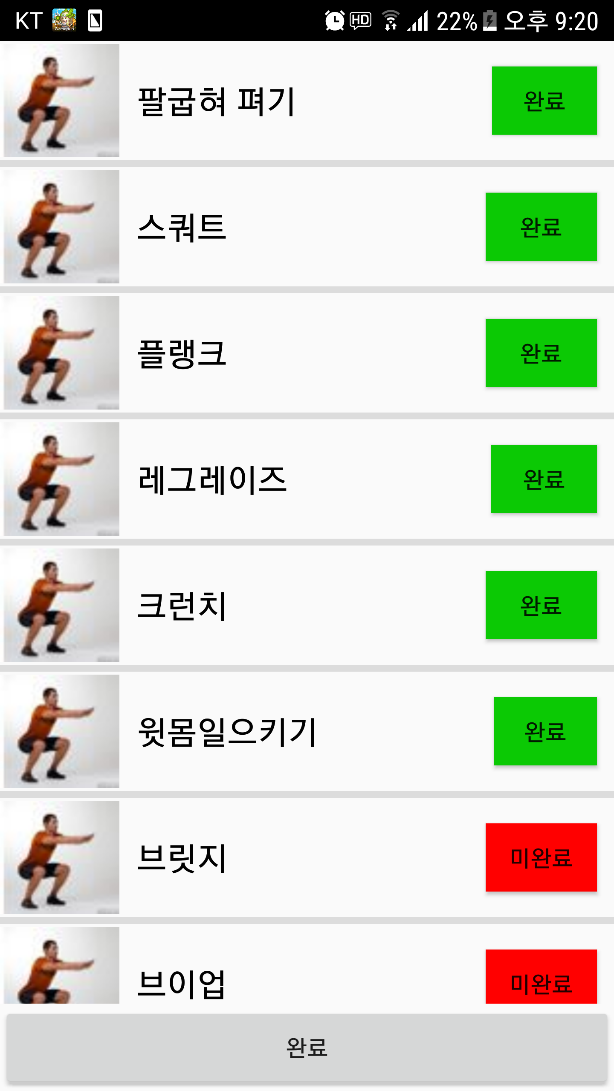 KT HD 22% 오후 9:20
팔굽혀 펴기 완료
스쿼트 완료
플랭크 완료
레그레이즈 완료
크런치 완료
윗몸일으키기 완료
브릿지 미완료
브이업 미완료
완료